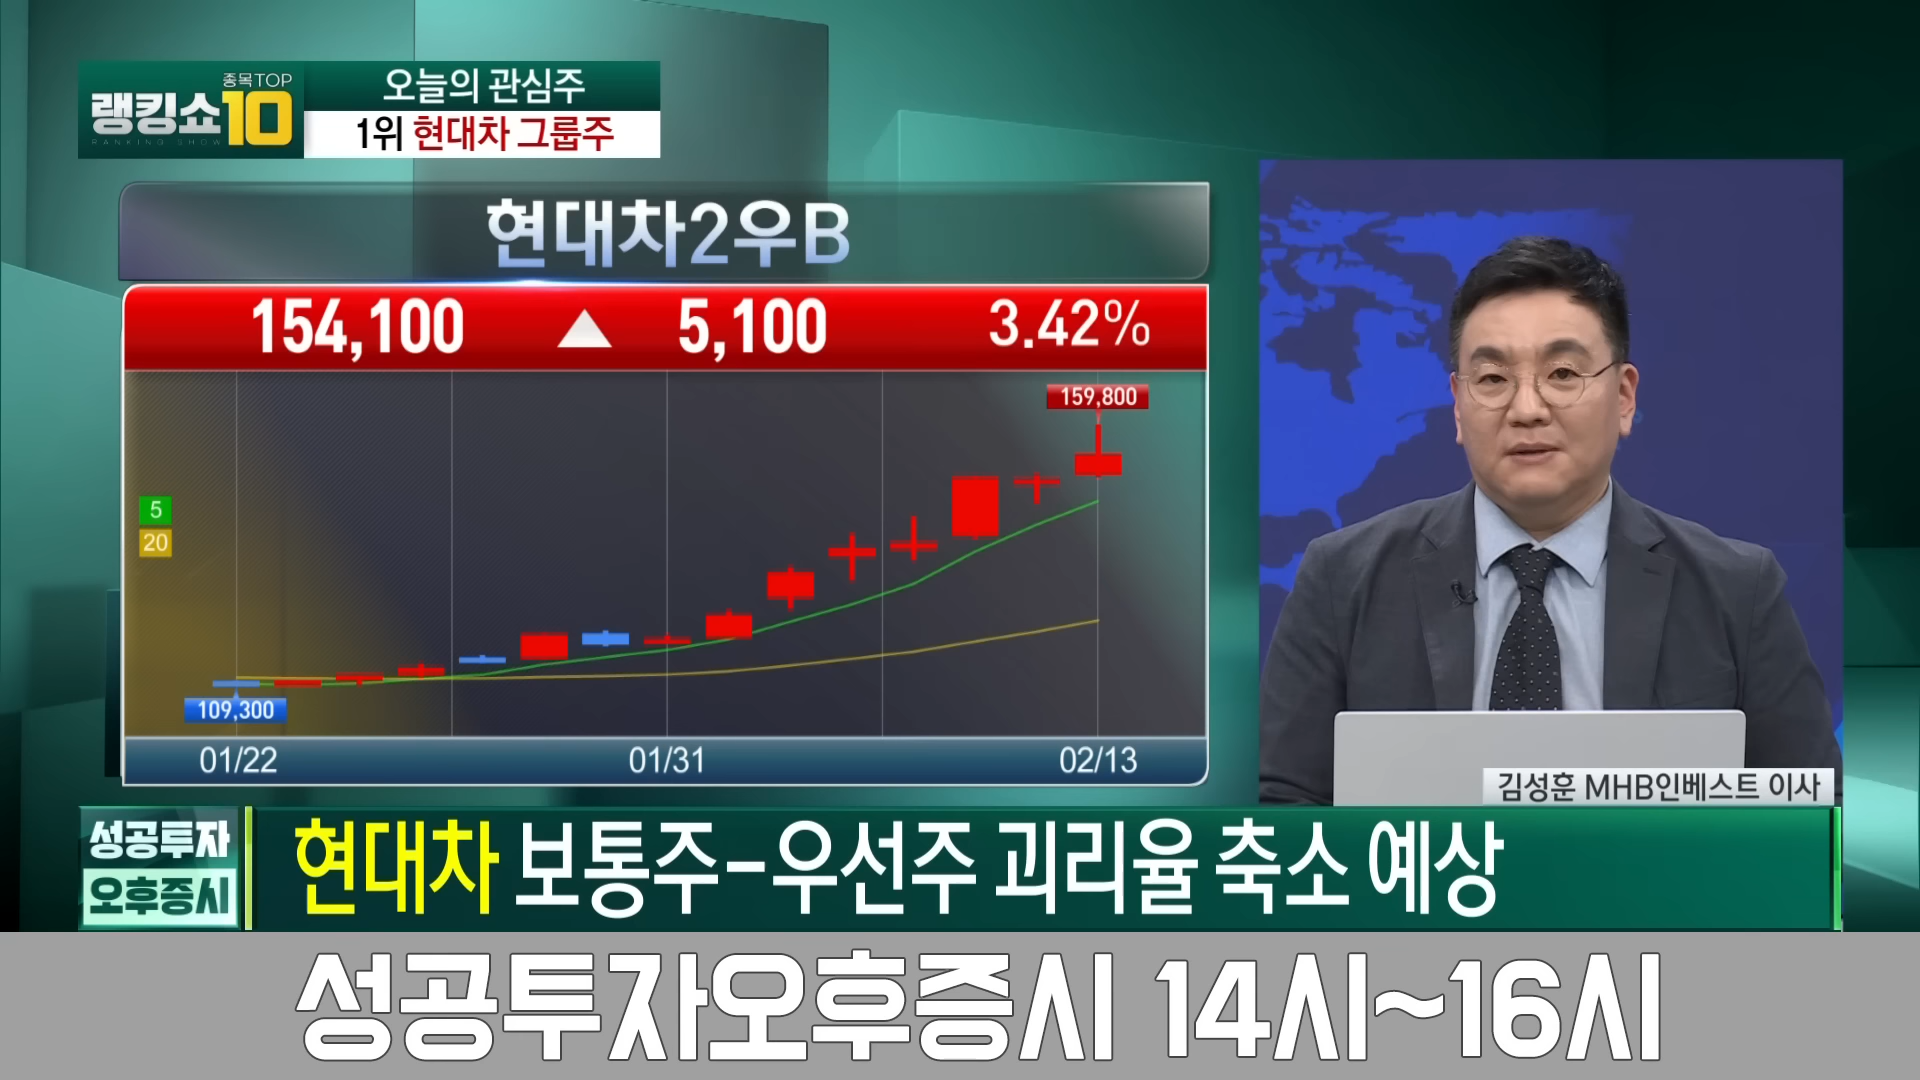 종목TOP
랭킹쇼10
RANKING SHOW
오늘의 관심주
1위 현대차 그룹주
현대차2우B
154,100 ▲ 5,100 3.42%
159,800
5
20
109,300
01/22 01/31 02/13
김성훈 MHB인베스트 이사
성공투자
오후증시
현대차 보통주-우선주 괴리율 축소 예상
성공투자오후증시 14시~16시